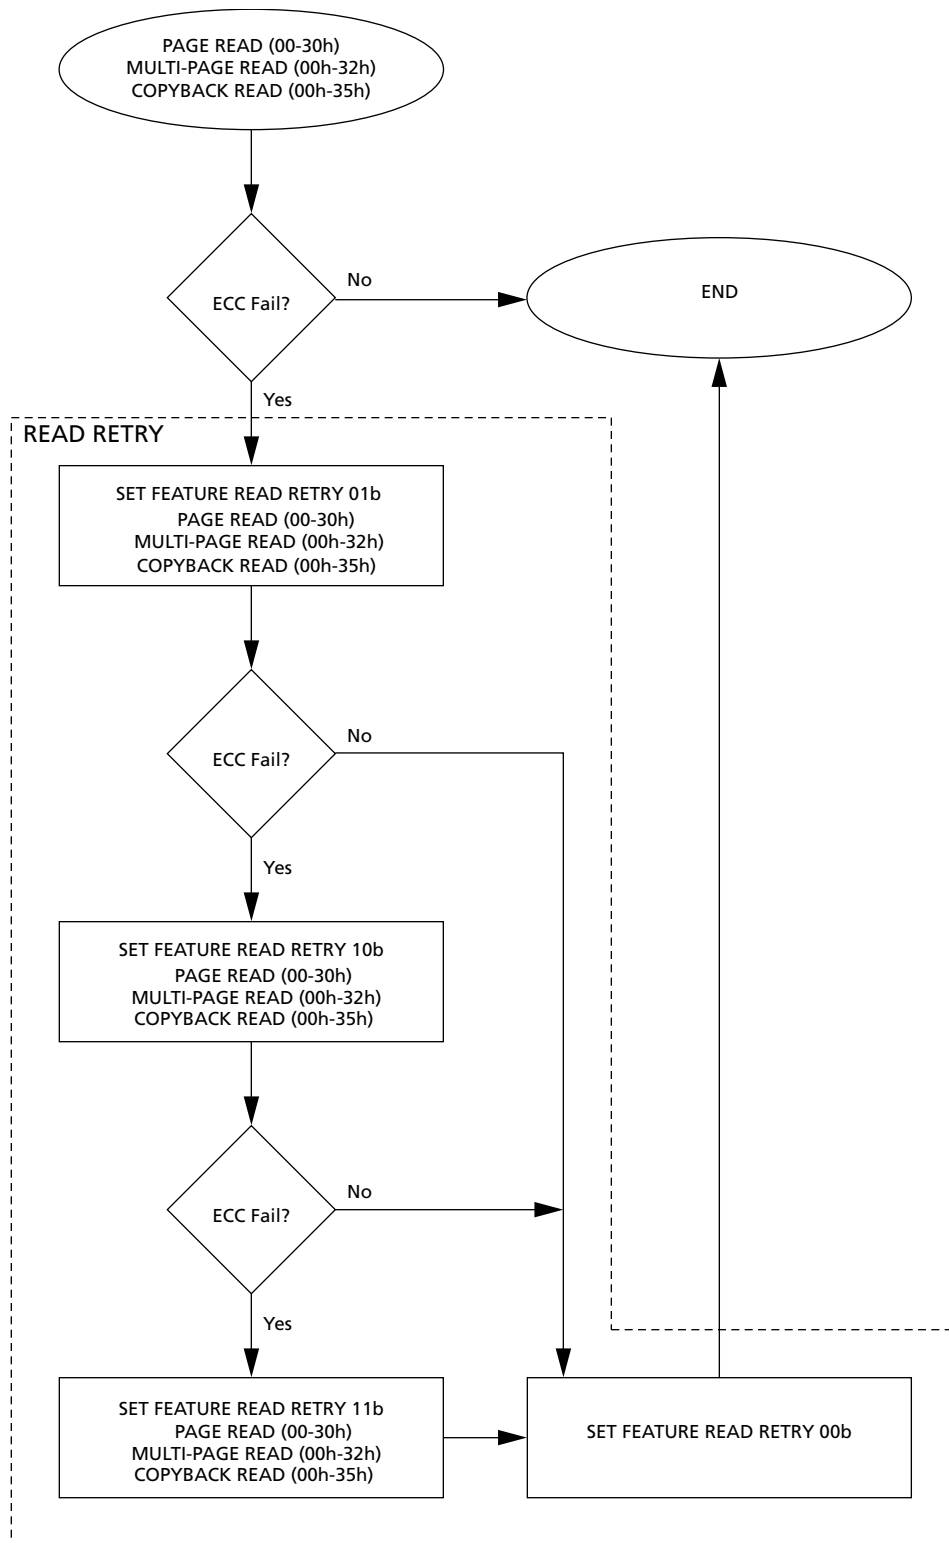 PAGE READ (00-30h)
MULTI-PAGE READ (00h-32h)
COPYBACK READ (00h-35h)
ECC Fail?
No
END
Yes
READ RETRY
SET FEATURE READ RETRY 01b
PAGE READ (00-30h)
MULTI-PAGE READ (00h-32h)
COPYBACK READ (00h-35h)
ECC Fail?
No
Yes
SET FEATURE READ RETRY 10b
PAGE READ (00-30h)
MULTI-PAGE READ (00h-32h)
COPYBACK READ (00h-35h)
ECC Fail?
No
Yes
SET FEATURE READ RETRY 11b
PAGE READ (00-30h)
MULTI-PAGE READ (00h-32h)
COPYBACK READ (00h-35h)
SET FEATURE READ RETRY 00b